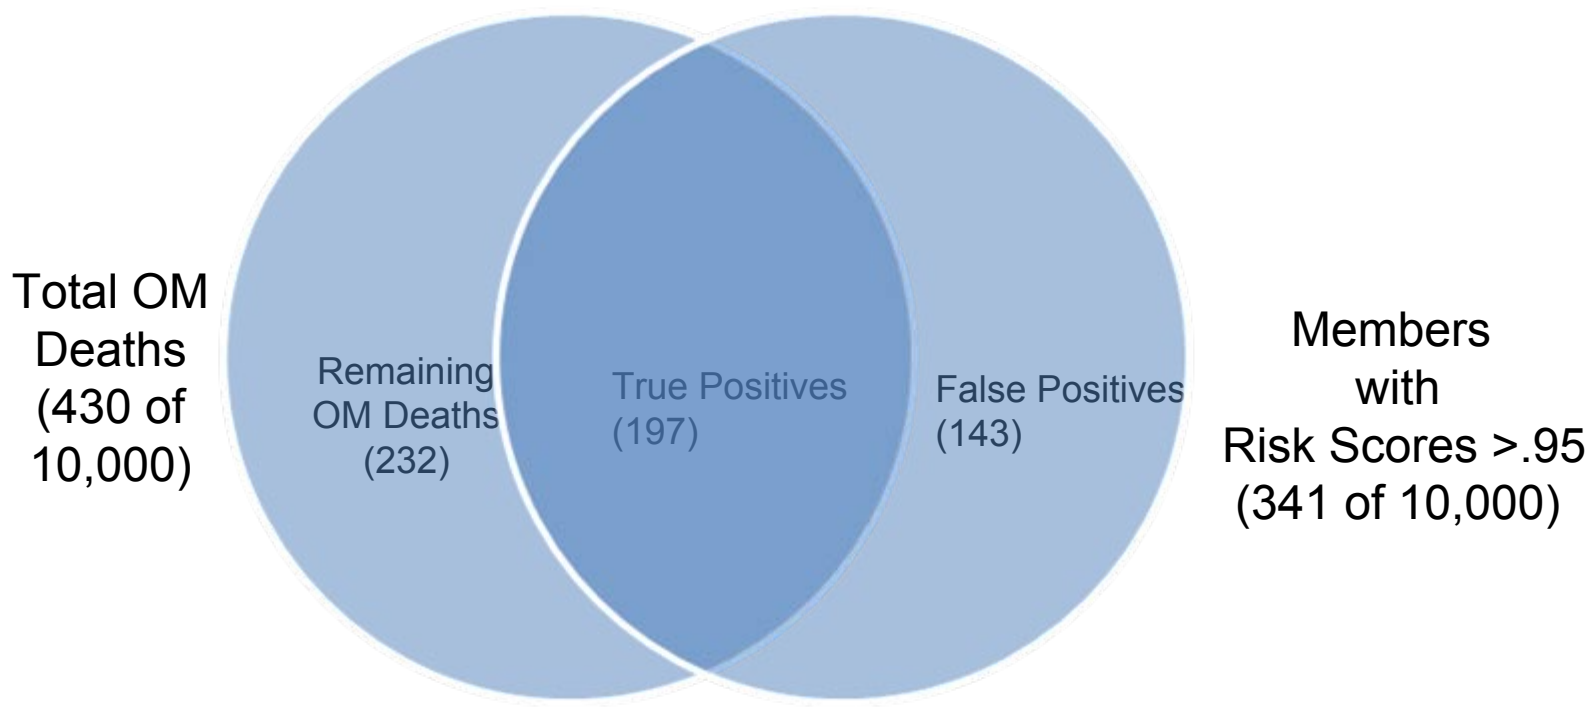 Total OM
Deaths
(430 of
10,000)
Remaining
OM Deaths
(232)
True Positives
(197)
False Positives
(143)
Members
with
Risk Scores >.95
(341 of 10,000)